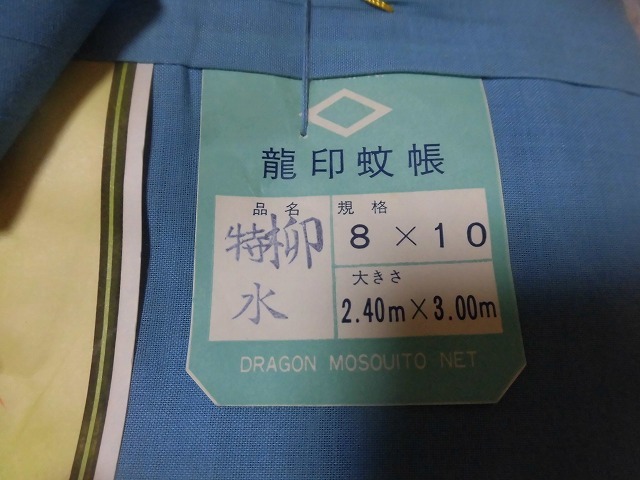 龍印蚊帳
品名
特柳
水
規格
8×10
大きさ
2.40m×3.00m
DRAGON MOSOUITO NET